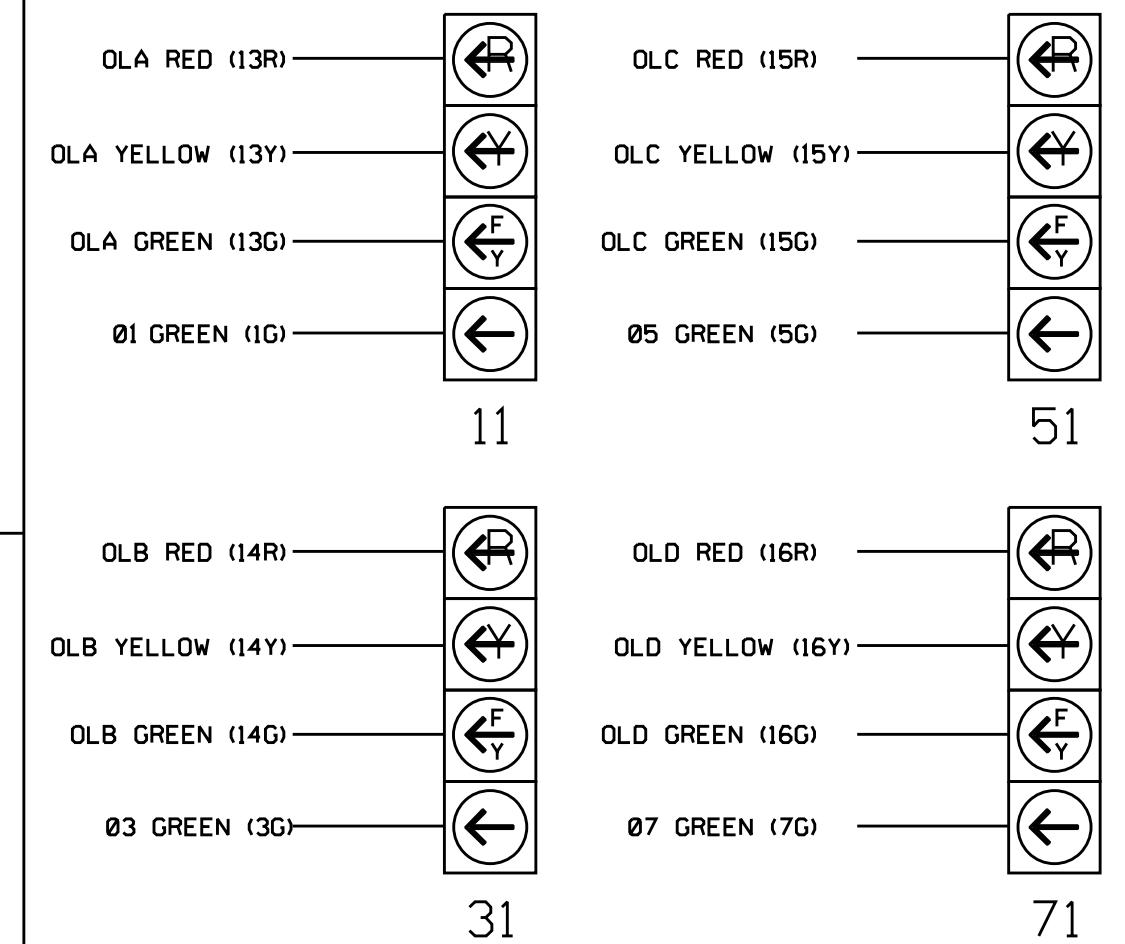 OLA RED (13R)
R
OLA YELLOW (13Y)
Y
OLA GREEN (13G)
F
Y
Ø1 GREEN (1G)
11
OLC RED (15R)
R
OLC YELLOW (15Y)
Y
OLC GREEN (15G)
F
Y
Ø5 GREEN (5G)
51
OLB RED (14R)
R
OLB YELLOW (14Y)
Y
OLB GREEN (14G)
F
Y
Ø3 GREEN (3G)
31
OLD RED (16R)
R
OLD YELLOW (16Y)
Y
OLD GREEN (16G)
F
Y
Ø7 GREEN (7G)
71